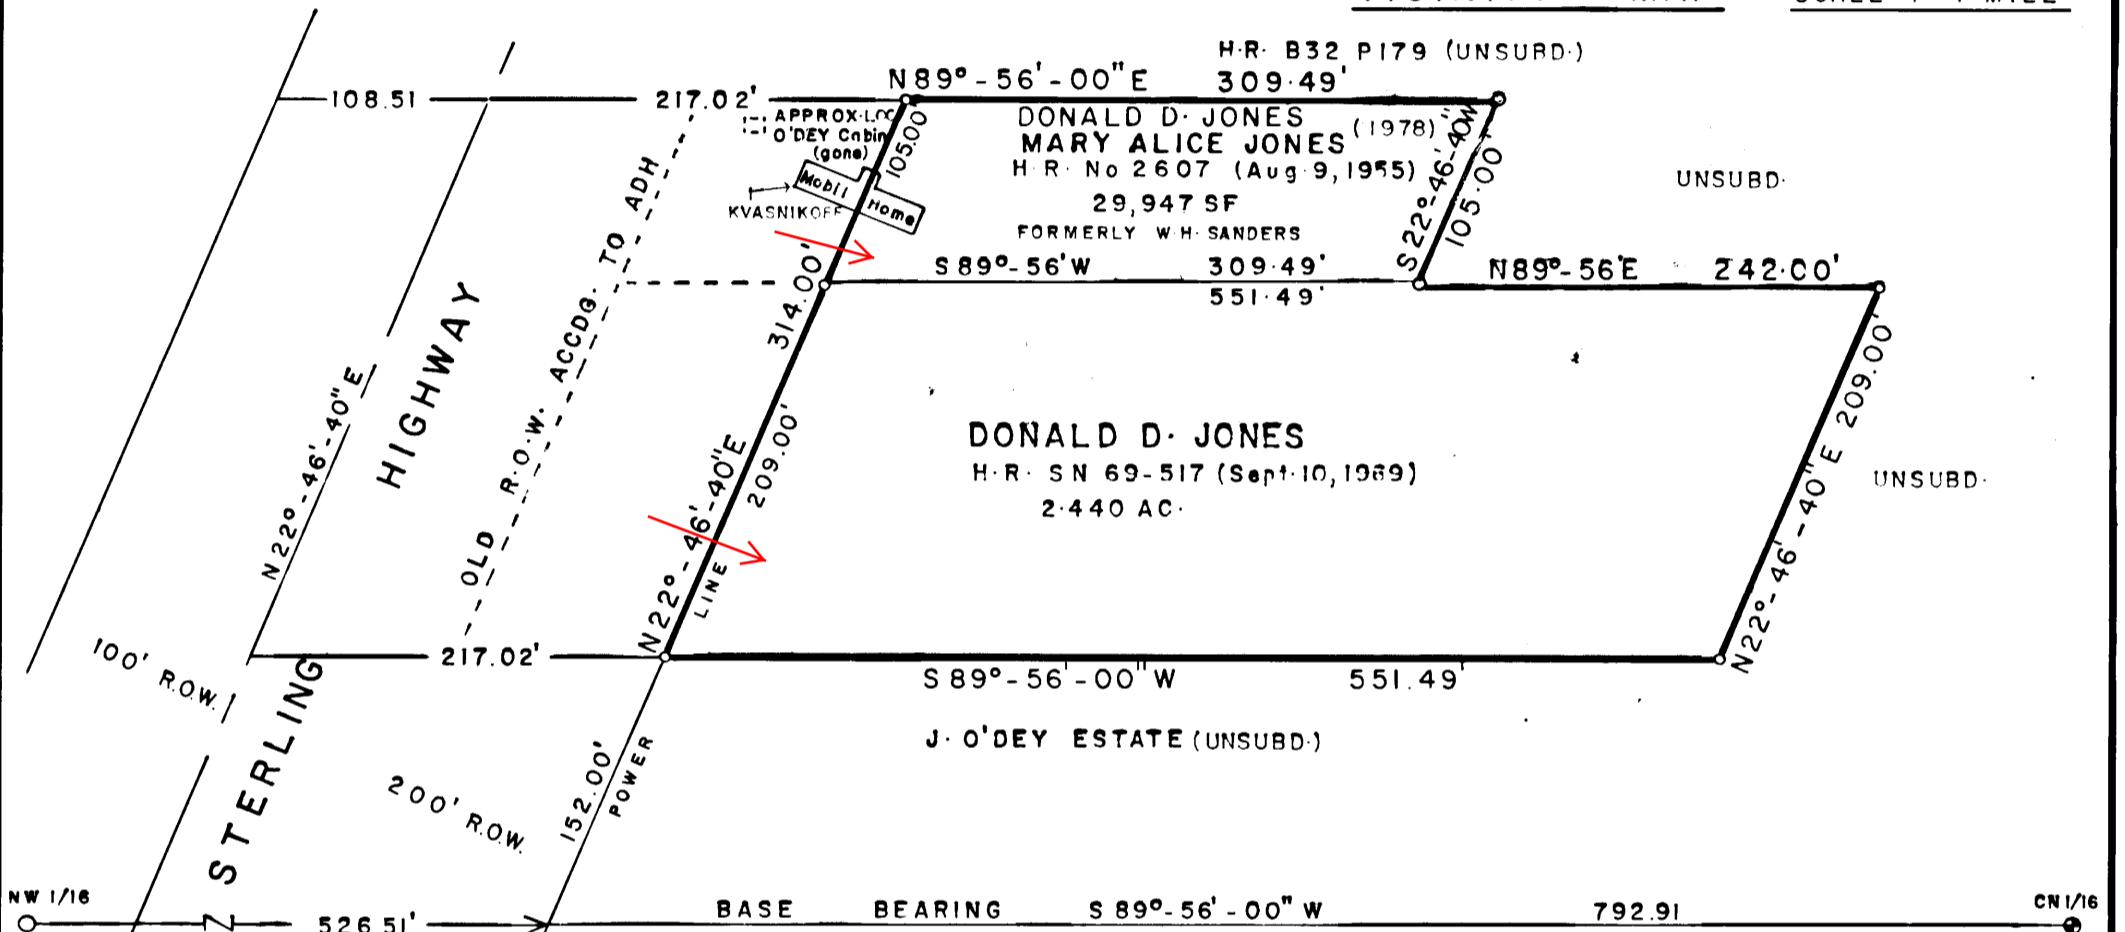 H.R. B32 P179 (UNSUBD.)
N89°-56'-00"E 309.49'
108.51
217.02'
APPROX. LOC
O'DEY Cabin
(gone)
105.00'
DONALD D. JONES
(1978)
MARY ALICE JONES
H.R. No 2607 (Aug. 9, 1955)
29,947 SF
FORMERLY W.H. SANDERS
S22°-46'-40"W
105.00'
UNSUBD.
Mobil Home
KVASNIKOFF
S89°-56'W 309.49'
551.49'
N89°-56'E 242.00'
314.00'
OLD R.O.W. ACCDG. TO ADH
N22°-46'-40"E
HIGHWAY
209.00'
N22°-46'-40"E
LINE
DONALD D. JONES
H.R. SN 69-517 (Sept. 10, 1969)
2.440 AC.
209.00'
N22°-46'-40"E
UNSUBD.
100' R.O.W.
217.02'
S89°-56'-00"W 551.49'
STERLING
J. O'DEY ESTATE (UNSUBD.)
200' R.O.W.
152.00'
POWER
NW 1/16
526.51'
BASE BEARING S 89°-56'-00" W 792.91
CN 1/16